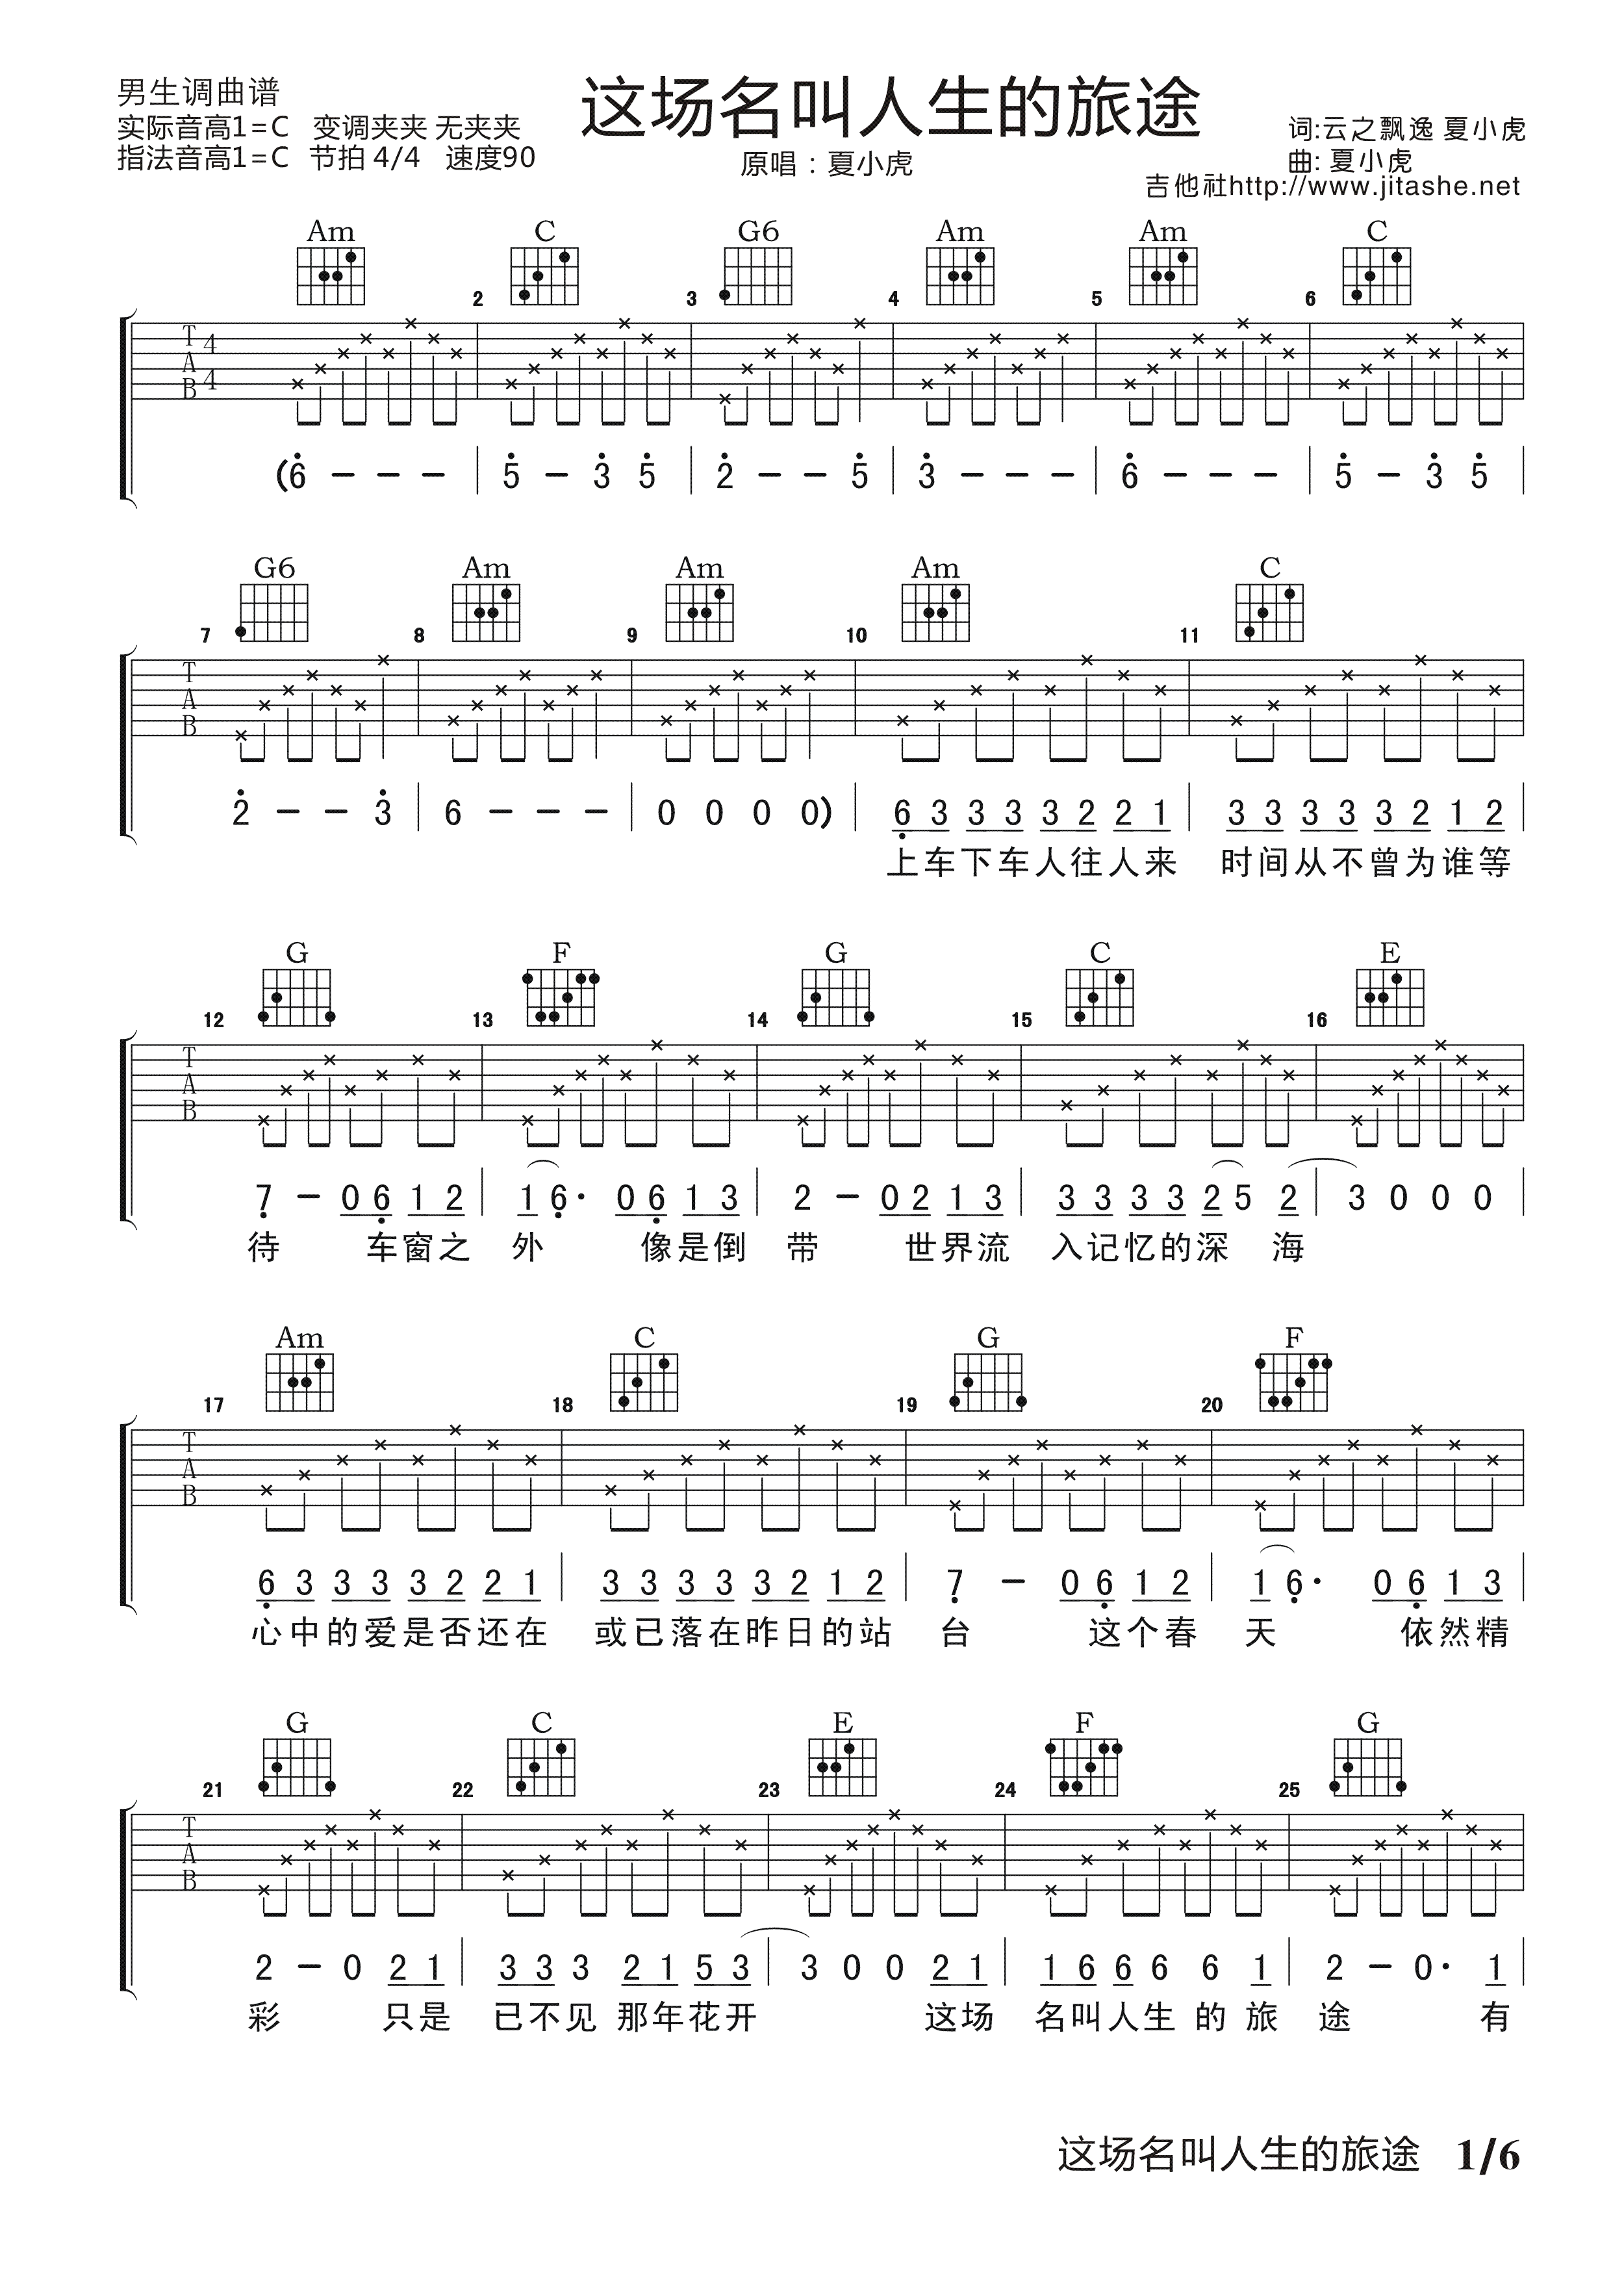 男生调曲谱
这场名叫人生的旅途
实际音高1=C 变调夹夹 无夹夹
词:云之飘逸 夏小虎
指法音高1=C 节拍 4/4 速度90
原唱：夏小虎
曲: 夏小虎
吉他社http://www.jitashe.net
Am C G6 Am Am C
2 3 4 5 6
T A B 4 4
(6 - - - | 5 - 3 5 | 2 - - 5 | 3 - - - | 6 - - - | 5 - 3 5 |
G6 Am Am Am C
7 8 9 10 11
T A B
2 - - 3 | 6 - - - | 0 0 0 0) | 6 3 3 3 3 2 2 1 | 3 3 3 3 3 2 1 2 |
上车下车人往人来 时间从不曾为谁等
G F G C E
12 13 14 15 16
T A B
7 - 0 6 1 2 | 1 6· 0 6 1 3 | 2 - 0 2 1 3 | 3 3 3 3 2 5 2 | 3 0 0 0 |
待 车窗之 外 像是倒 带 世界流 入记忆的深 海
Am C G F
17 18 19 20
T A B
6 3 3 3 3 2 2 1 | 3 3 3 3 3 2 1 2 | 7 - 0 6 1 2 | 1 6· 0 6 1 3 |
心中的爱是否还在 或已落在昨日的站 台 这个春 天 依然精
G C E F G
21 22 23 24 25
T A B
2 - 0 2 1 | 3 3 3 2 1 5 3 | 3 0 0 2 1 | 1 6 6 6 6 1 | 2 - 0· 1 |
彩 只是 已不见 那年花开 这场 名叫人生 的 旅 途 有
这场名叫人生的旅途 1/6